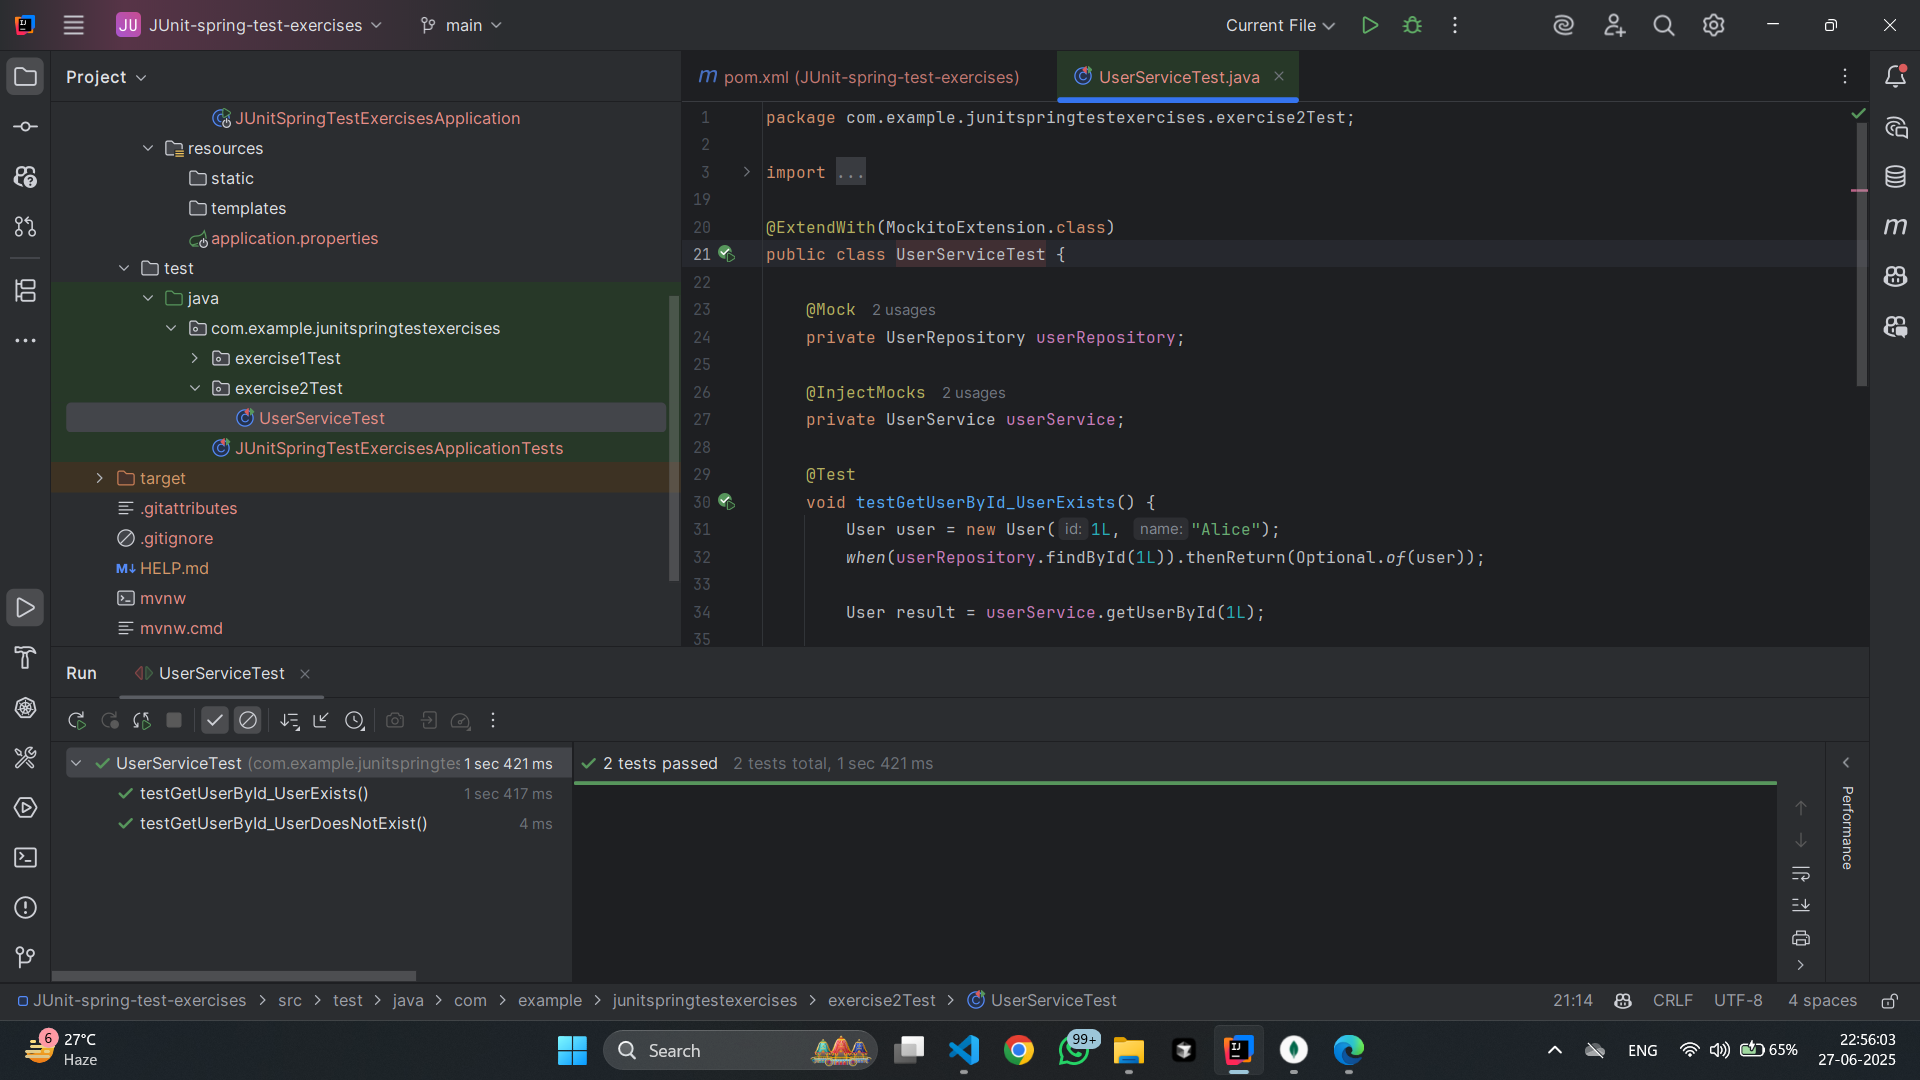 JU JUnit-spring-test-exercises main Current File
Project
JUnitSpringTestExercisesApplication
resources
static
templates
application.properties
test
java
com.example.junitspringtestexercises
exercise1Test
exercise2Test
UserServiceTest
JUnitSpringTestExercisesApplicationTests
target
.gitattributes
.gitignore
M↓ HELP.md
mvnw
mvnw.cmd
m pom.xml (JUnit-spring-test-exercises) UserServiceTest.java
1 package com.example.junitspringtestexercises.exercise2Test;
2
3 import ...
19
20 @ExtendWith(MockitoExtension.class)
21 public class UserServiceTest {
22
23 @Mock 2 usages
24 private UserRepository userRepository;
25
26 @InjectMocks 2 usages
27 private UserService userService;
28
29 @Test
30 void testGetUserById_UserExists() {
31 User user = new User( id: 1L, name: "Alice");
32 when(userRepository.findById(1L)).thenReturn(Optional.of(user));
33
34 User result = userService.getUserById(1L);
35
m
Run UserServiceTest
UserServiceTest (com.example.junitspringtes 1 sec 421 ms
testGetUserById_UserExists() 1 sec 417 ms
testGetUserById_UserDoesNotExist() 4 ms
2 tests passed 2 tests total, 1 sec 421 ms
Performance
JUnit-spring-test-exercises > src > test > java > com > example > junitspringtestexercises > exercise2Test > UserServiceTest 21:14 CRLF UTF-8 4 spaces
6 27°C
Haze
Search
99+
ENG
65%
22:56:03
27-06-2025